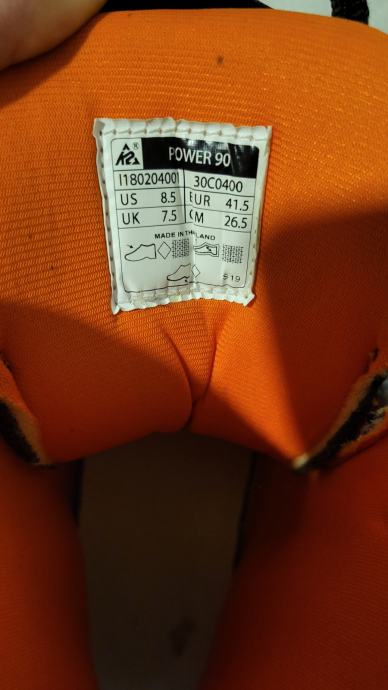 K2® POWER 90
I180204001 30C0400
US 8.5 EUR 41.5
UK 7.5 CM 26.5
MADE IN THAILAND
S19